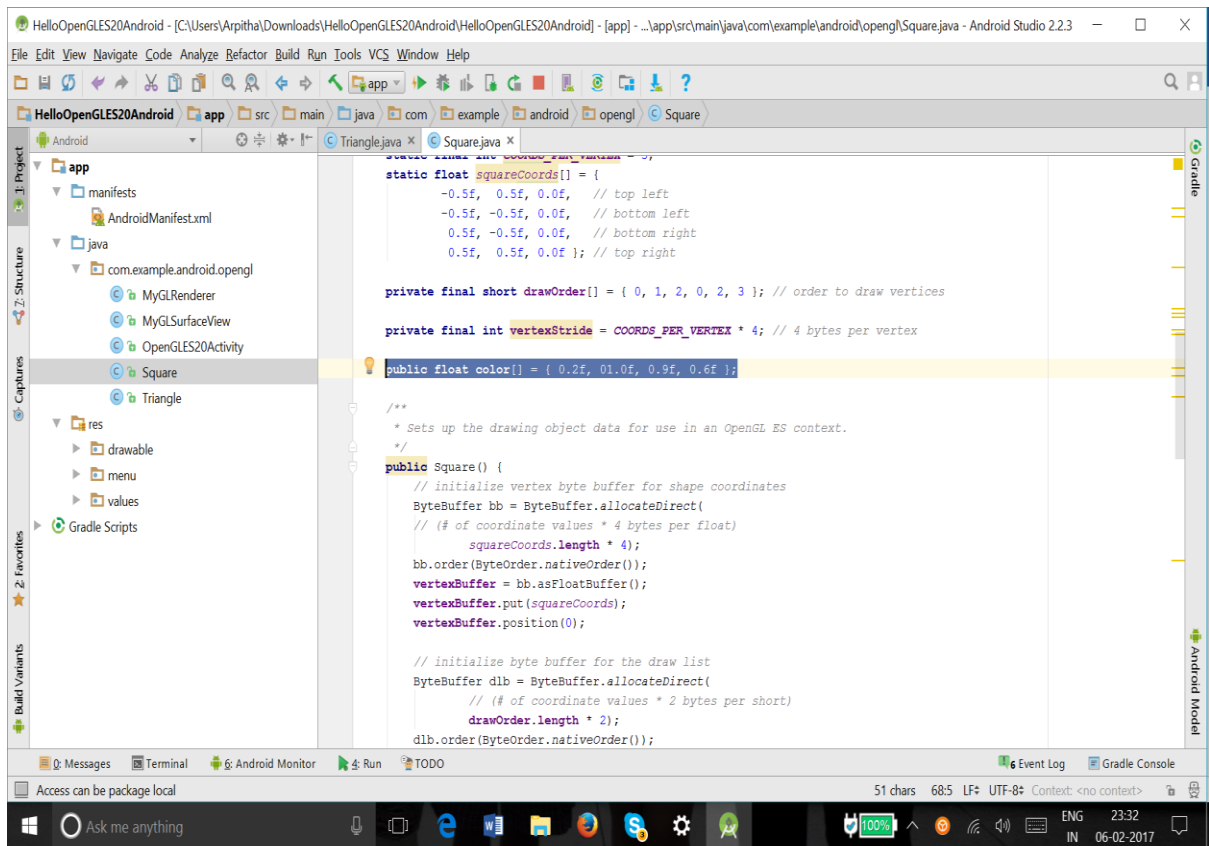 HelloOpenGLES20Android - [C:\Users\Arpitha\Downloads\HelloOpenGLES20Android\HelloOpenGLES20Android] - [app] - ...\app\src\main\java\com\example\android\opengl\Square.java - Android Studio 2.2.3
File Edit View Navigate Code Analyze Refactor Build Run Tools VCS Window Help
app
HelloOpenGLES20Android app src main java com example android opengl Square
Android
Triangle.java
Square.java
1: Project
Z: Structure
Captures
2: Favorites
Build Variants
app
manifests
AndroidManifest.xml
java
com.example.android.opengl
MyGLRenderer
MyGLSurfaceView
OpenGLES20Activity
Square
Triangle
res
drawable
menu
values
Gradle Scripts
static final int COORDS_PER_VERTEX = 3;
static float squareCoords[] = {
-0.5f, 0.5f, 0.0f, // top left
-0.5f, -0.5f, 0.0f, // bottom left
0.5f, -0.5f, 0.0f, // bottom right
0.5f, 0.5f, 0.0f }; // top right
private final short drawOrder[] = { 0, 1, 2, 0, 2, 3 }; // order to draw vertices
private final int vertexStride = COORDS_PER_VERTEX * 4; // 4 bytes per vertex
public float color[] = { 0.2f, 01.0f, 0.9f, 0.6f };
/**
* Sets up the drawing object data for use in an OpenGL ES context.
*/
public Square() {
// initialize vertex byte buffer for shape coordinates
ByteBuffer bb = ByteBuffer.allocateDirect(
// (# of coordinate values * 4 bytes per float)
squareCoords.length * 4);
bb.order(ByteOrder.nativeOrder());
vertexBuffer = bb.asFloatBuffer();
vertexBuffer.put(squareCoords);
vertexBuffer.position(0);
// initialize byte buffer for the draw list
ByteBuffer dlb = ByteBuffer.allocateDirect(
// (# of coordinate values * 2 bytes per short)
drawOrder.length * 2);
dlb.order(ByteOrder.nativeOrder());
Gradle
Android Model
0: Messages Terminal 6: Android Monitor 4: Run TODO 6 Event Log Gradle Console
Access can be package local 51 chars 68:5 LF UTF-8 Context: <no context>
Ask me anything
3
100%
ENG
IN
23:32
06-02-2017